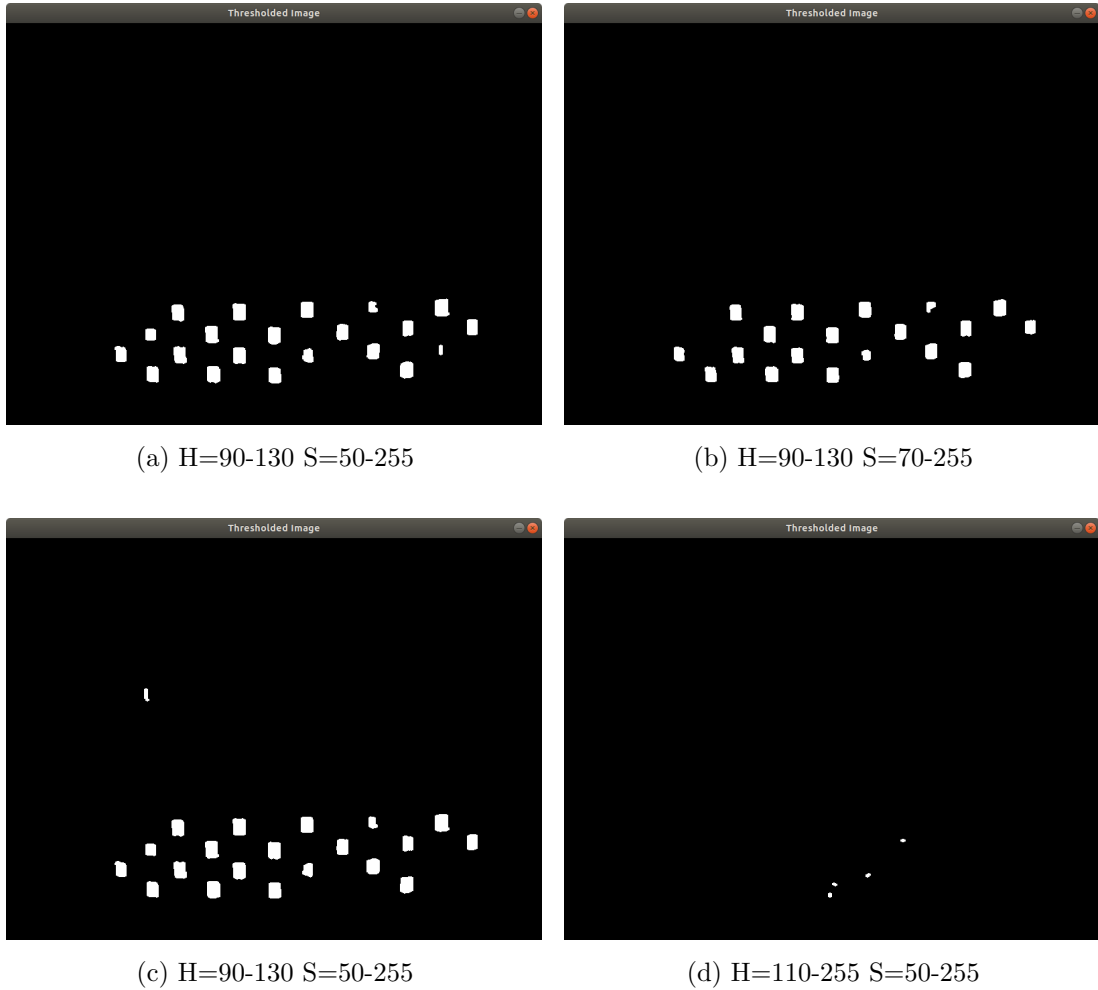 Thresholded Image
Thresholded Image
(a) H=90-130 S=50-255
(b) H=90-130 S=70-255
Thresholded Image
Thresholded Image
(c) H=90-130 S=50-255
(d) H=110-255 S=50-255